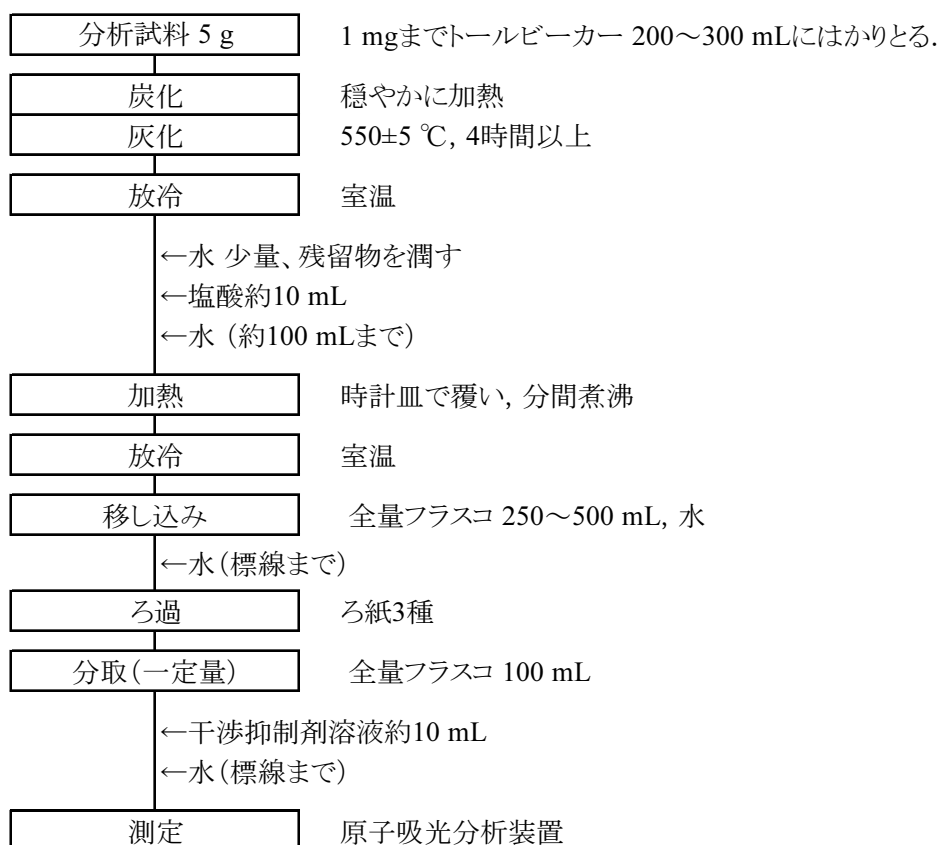 分析試料 5 g 1 mgまでトールビーカー 200～300 mLにはかりとる.
炭化 穏やかに加熱
灰化 550±5 ℃, 4時間以上
放冷 室温
←水 少量、残留物を潤す
←塩酸約10 mL
←水 (約100 mLまで)
加熱 時計皿で覆い, 分間煮沸
放冷 室温
移し込み 全量フラスコ 250～500 mL, 水
←水(標線まで)
ろ過 ろ紙3種
分取(一定量) 全量フラスコ 100 mL
←干渉抑制剤溶液約10 mL
←水(標線まで)
測定 原子吸光分析装置